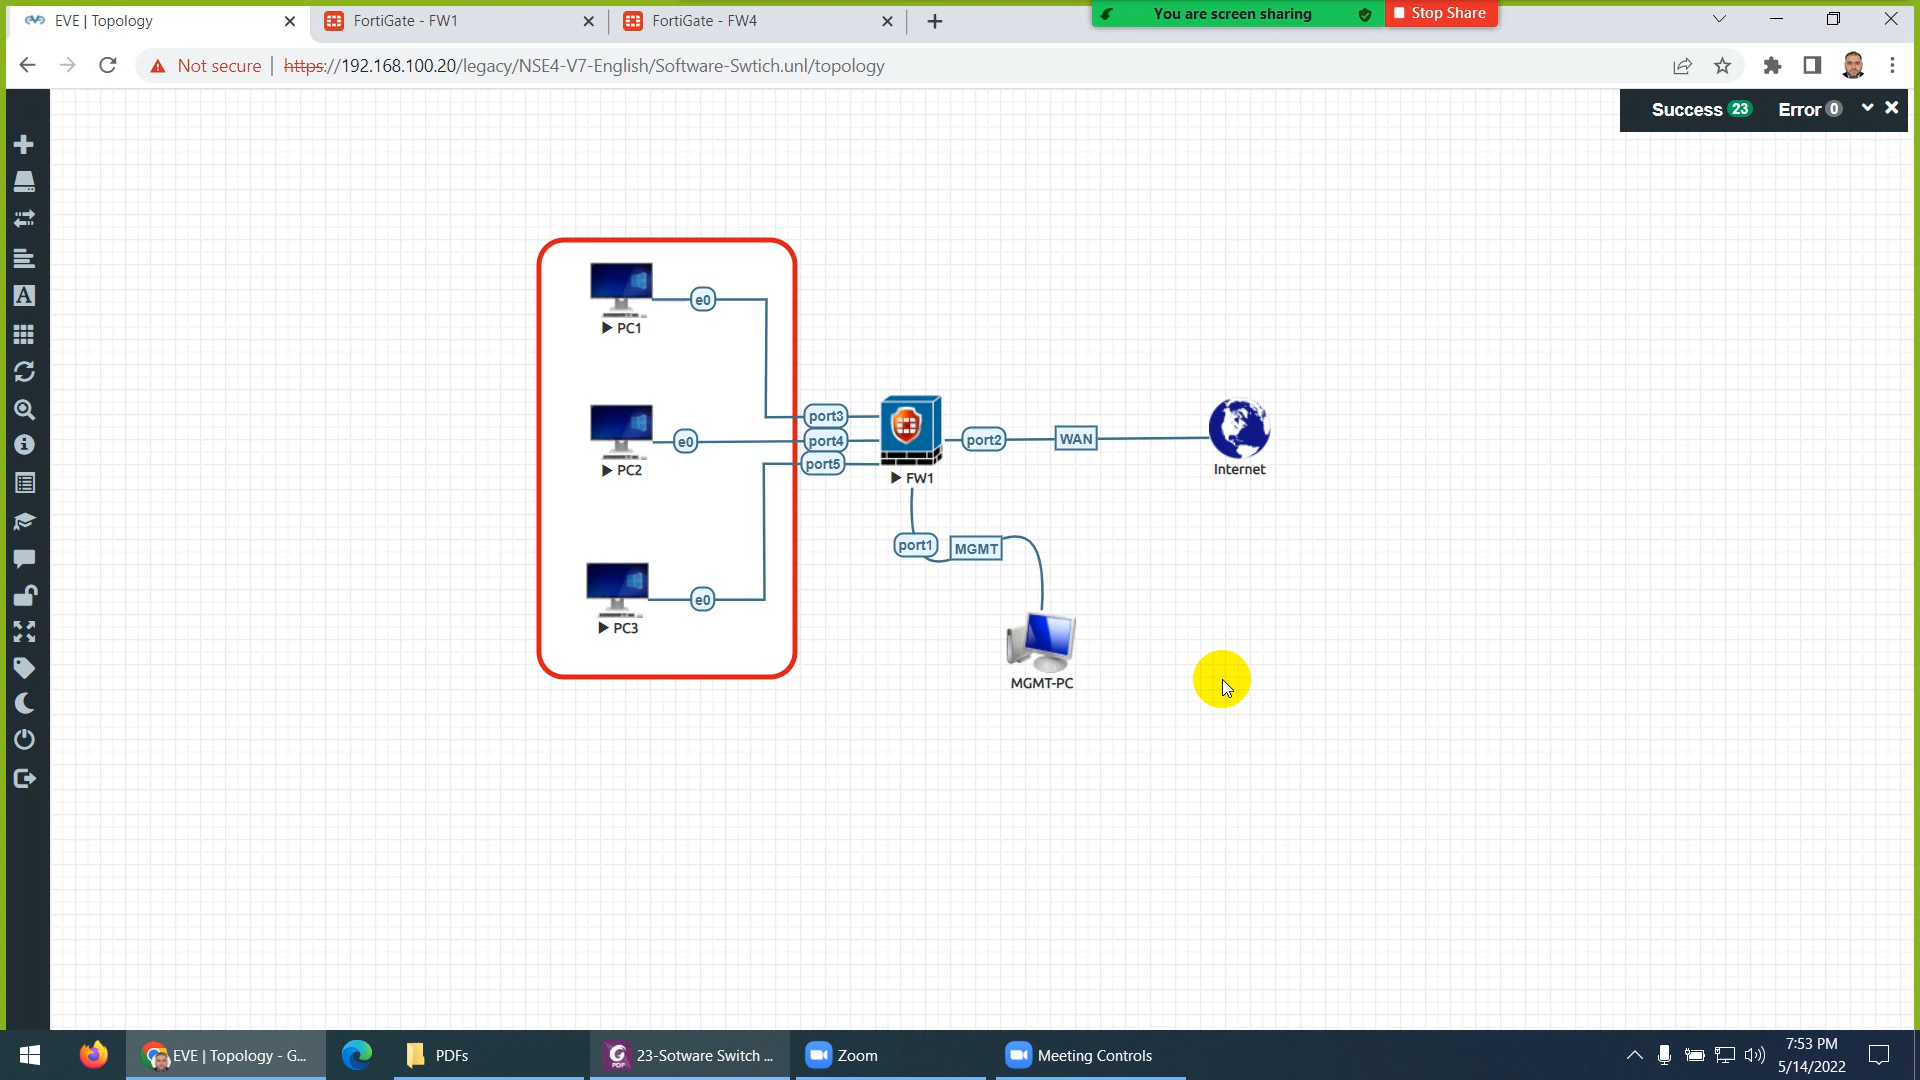 EVE | Topology
FortiGate - FW1
FortiGate - FW4
You are screen sharing
Stop Share
Not secure
https://192.168.100.20/legacy/NSE4-V7-English/Software-Swtich.unl/topology
Success 23 Error 0
e0
PC1
port3
e0
port4
PC2
port5
FW1
port2
WAN
Internet
port1
MGMT
e0
PC3
MGMT-PC
EVE | Topology - G...
PDFs
23-Sotware Switch ...
Zoom
Meeting Controls
7:53 PM
5/14/2022